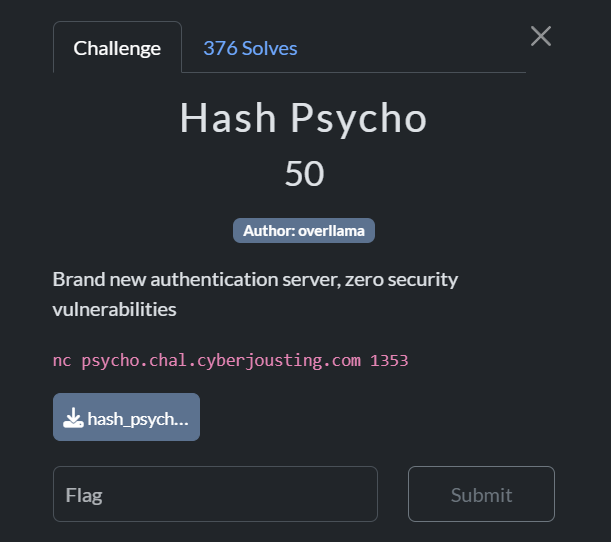 Challenge
376 Solves
Hash Psycho
50
Author: overllama
Brand new authentication server, zero security
vulnerabilities
nc psycho.chal.cyberjousting.com 1353
hash_psych...
Flag
Submit